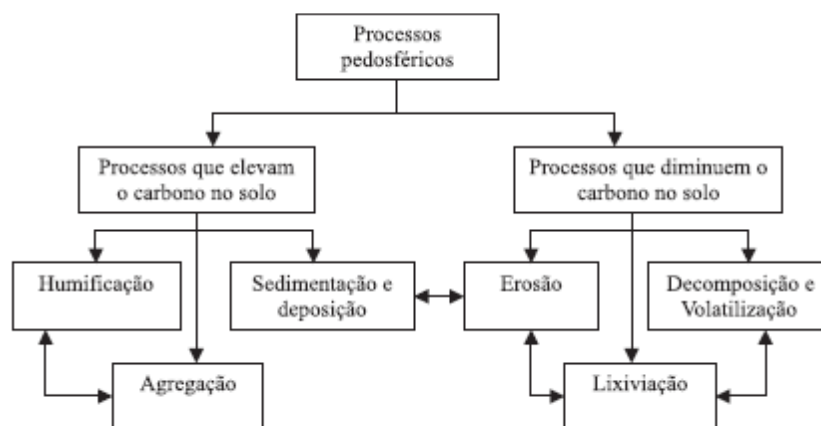 Processos
pedosféricos
Processos que elevam
o carbono no solo
Processos que diminuem o
carbono no solo
Humificação
Sedimentação e
deposição
Erosão
Decomposição e
Volatilização
Agregação
Lixiviação